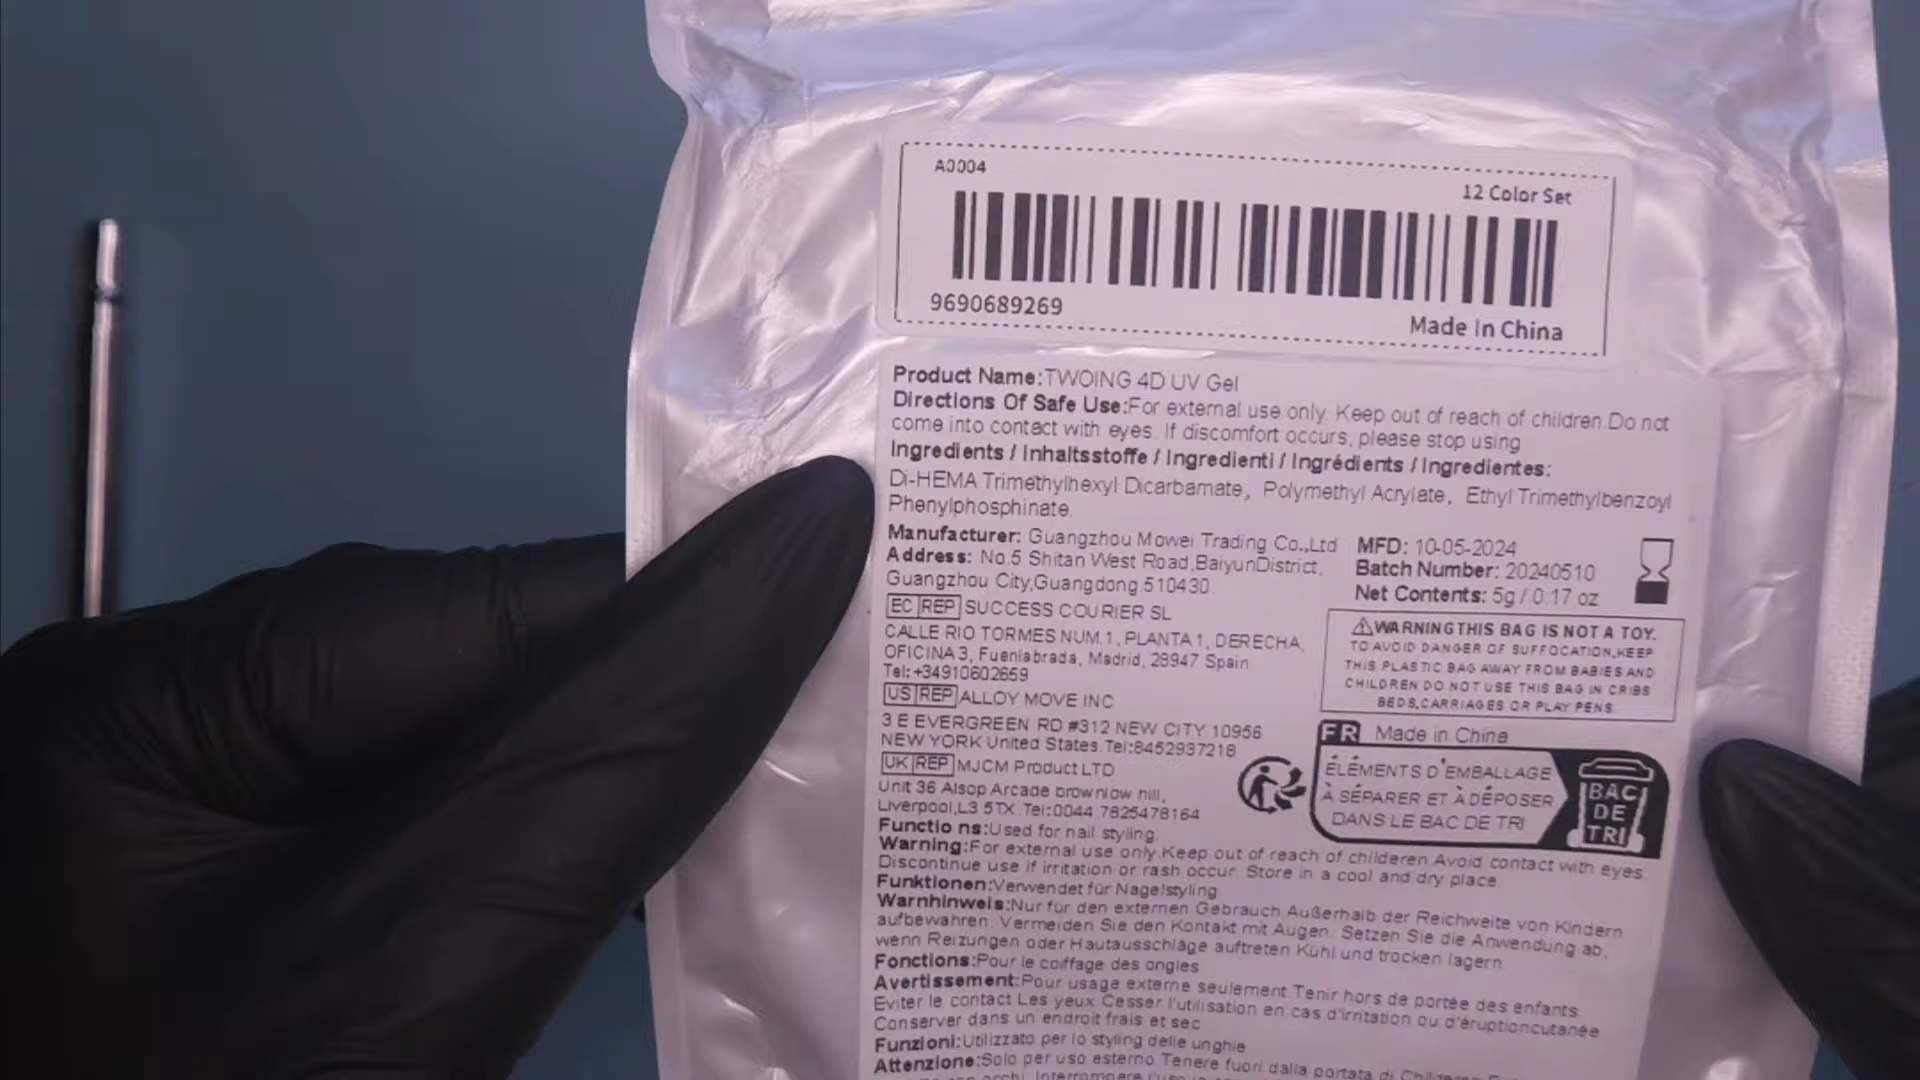 A0004
12 Color Set
9690689269
Made In China
Product Name:TWOING 4D UV Gel
Directions Of Safe Use:For external use only. Keep out of reach of children.Do not
come into contact with eyes. If discomfort occurs, please stop using
Ingredients / Inhaltsstoffe / Ingredienti / Ingrédients / Ingredientes:
Di-HEMA Trimethylhexyl Dicarbamate, Polymethyl Acrylate, Ethyl Trimethylbenzoyl
Phenylphosphinate.
Manufacturer: Guangzhou Mowei Trading Co.,Ltd
Address: No.5 Shitan West Road,BaiyunDistrict,
Guangzhou City,Guangdong.510430.
MFD: 10-05-2024
Batch Number: 20240510
Net Contents: 5g / 0.17 oz
EC REP SUCCESS COURIER SL
CALLE RIO TORMES NUM.1, PLANTA 1, DERECHA,
OFICINA 3, Fuenlabrada, Madrid, 28947 Spain
Tel:+34910602659
US REP ALLOY MOVE INC
3 E EVERGREEN RD #312 NEW CITY 10956
NEW YORK United States.Tel:8452937218
UK REP MJCM Product LTD
Unit 36 Alsop Arcade brownlow hill,
Liverpool,L3 5TX .Tel:0044 7825478164
⚠WARNING THIS BAG IS NOT A TOY.
TO AVOID DANGER OF SUFFOCATION,KEEP
THIS PLASTIC BAG AWAY FROM BABIES AND
CHILDREN DO NOT USE THIS BAG IN CRIBS
BEDS,CARRIAGES OR PLAY PENS.
FR Made in China
ÉLÉMENTS D'EMBALLAGE
À SÉPARER ET À DÉPOSER
DANS LE BAC DE TRI
BAC
DE
TRI
Functio ns:Used for nail styling.
Warning:For external use only.Keep out of reach of childeren.Avoid contact with eyes.
Discontinue use if irritation or rash occur. Store in a cool and dry place.
Funktionen:Verwendet für Nagelstyling
Warnhinweis:Nur für den externen Gebrauch.Außerhalb der Reichweite von Kindern
aufbewahren. Vermeiden Sie den Kontakt mit Augen. Setzen Sie die Anwendung ab,
wenn Reizungen oder Hautausschläge auftreten Kühl und trocken lagern.
Fonctions:Pour le coiffage des ongles
Avertissement:Pour usage externe seulement.Tenir hors de portée des enfants.
Eviter le contact Les yeux Cesser l'utilisation en cas d'irritation ou d'éruptioncutanée
Conserver dans un endroit frais et sec
Funzioni:Utilizzato per lo styling delle unghie
Attenzione:Solo per uso esterno Tenere fuori dalla portata di Childeren